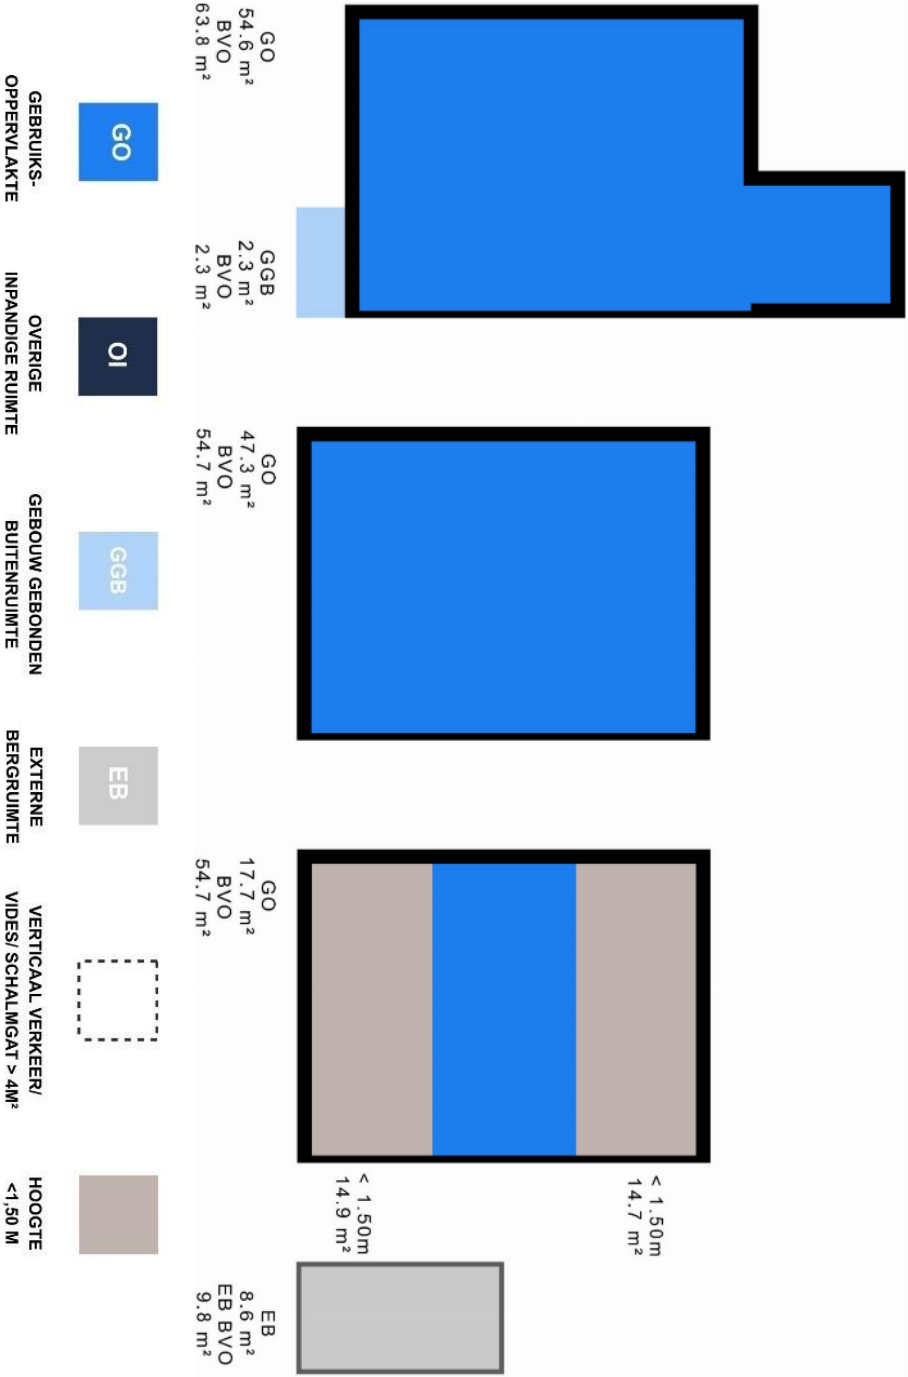 GO
54.6 m²
BVO
63.8 m²
GGB
2.3 m²
BVO
2.3 m²
GO
47.3 m²
BVO
54.7 m²
GO
17.7 m²
BVO
54.7 m²
< 1.50m
14.7 m²
< 1.50m
14.9 m²
EB
8.6 m²
EB BVO
9.8 m²
GO
GEBRUIKS-
OPPERVLAKTE
OI
OVERIGE
INPANDIGE RUIMTE
GGB
GEBOUW GEBONDEN
BUITENRUIMTE
EB
EXTERNE
BERGRUIMTE
VERTICAAL VERKEER/
VIDES/ SCHALMGAT > 4M²
HOOGTE
<1,50 M